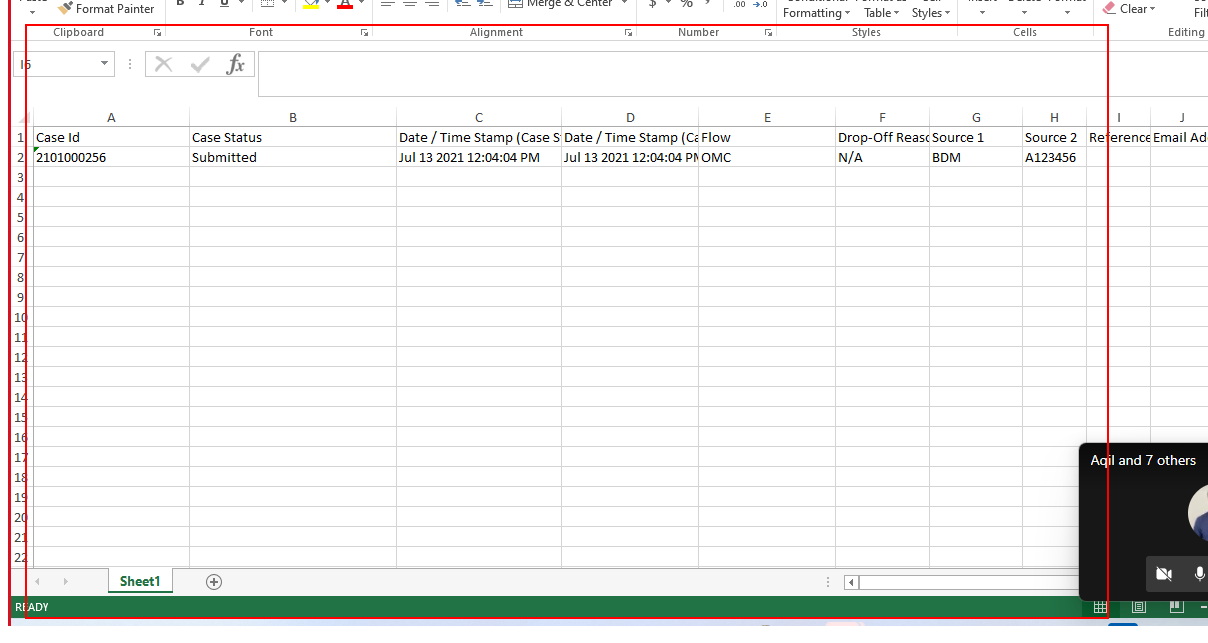 Format Painter
Merge & Center
$ % .00 →.0
Formatting Table Styles Clear
Clipboard Font Alignment Number Styles Cells Editing
I6 fx
A B C D E F G H I J
1 Case Id Case Status Date / Time Stamp (Case S Date / Time Stamp (Ca Flow Drop-Off Reaso Source 1 Source 2 Reference Email Ad
2 2101000256 Submitted Jul 13 2021 12:04:04 PM Jul 13 2021 12:04:04 PM OMC N/A BDM A123456
3
4
5
6
7
8
9
10
11
12
13
14
15
16
17
18
19
20
21
22
Aqil and 7 others
Sheet1
READY